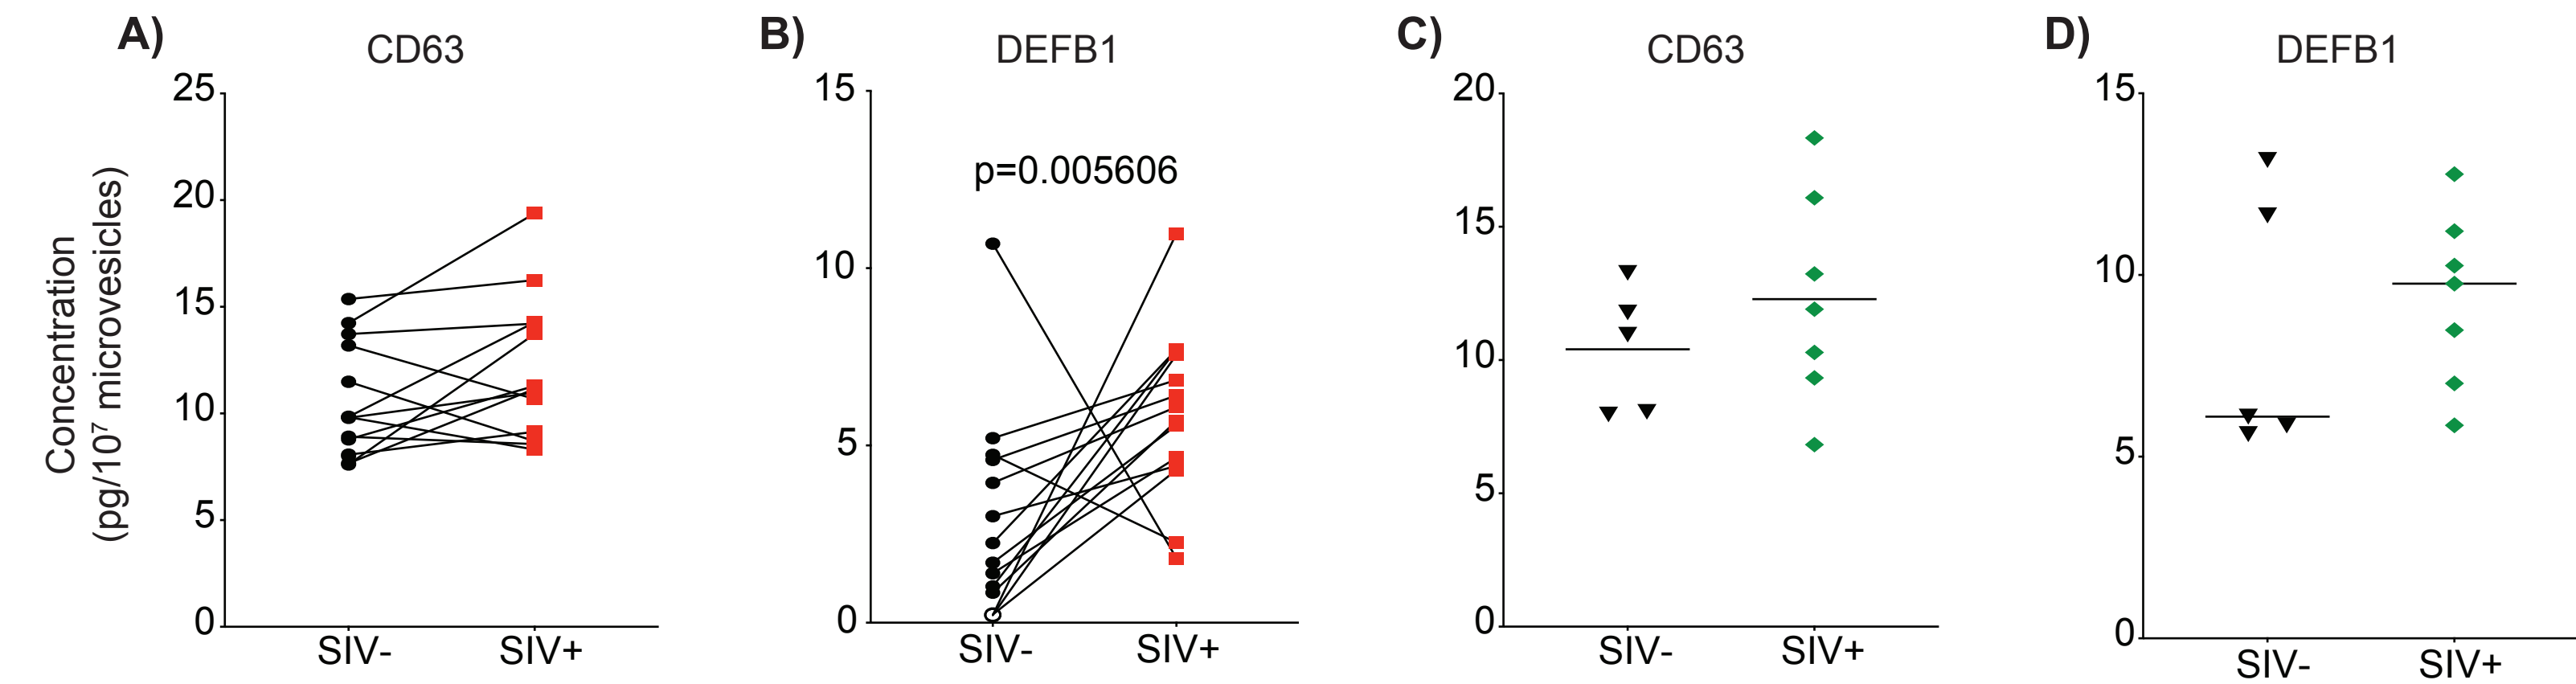 A)
CD63
Concentration
(pg/10⁷ microvesicles)
25
20
15
10
5
0
SIV-
SIV+
B)
DEFB1
p=0.005606
15
10
5
0
SIV-
SIV+
C)
CD63
20
15
10
5
0
SIV-
SIV+
D)
DEFB1
15
10
5
0
SIV-
SIV+